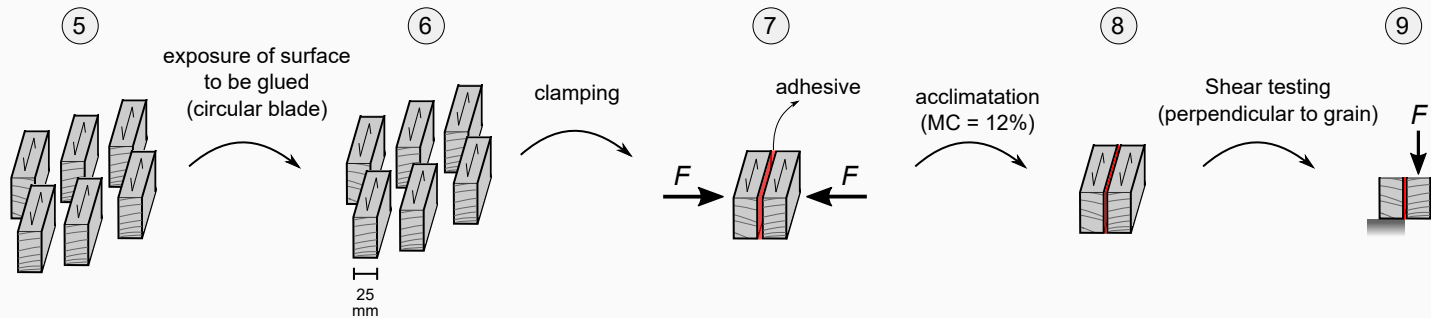 5
exposure of surface
to be glued
(circular blade)
6
25
mm
clamping
7
adhesive
F
F
acclimatation
(MC = 12%)
8
Shear testing
(perpendicular to grain)
9
F